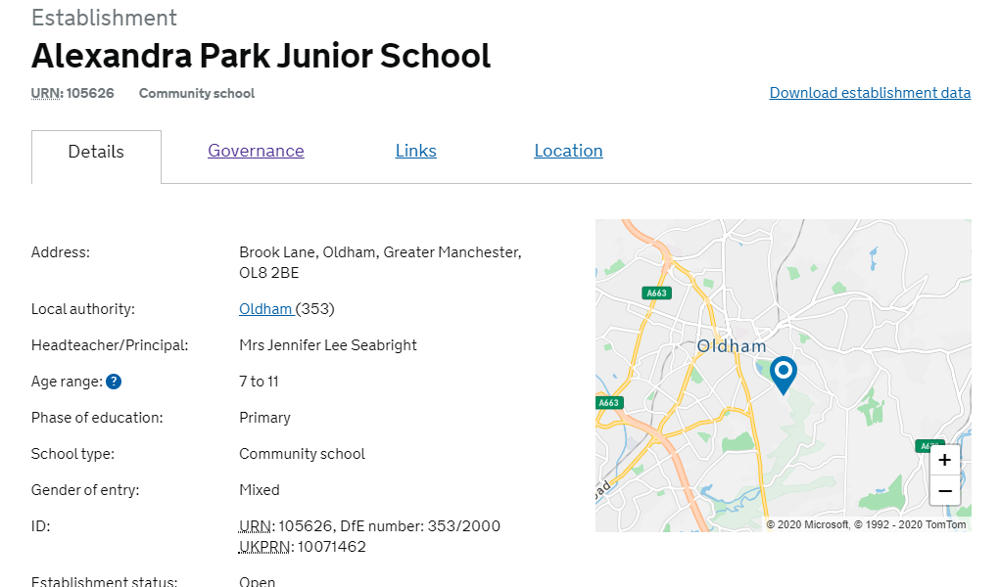 Establishment
Alexandra Park Junior School
URN: 105626 Community school
Download establishment data
Details Governance Links Location
Address: Brook Lane, Oldham, Greater Manchester,
OL8 2BE
Local authority: Oldham (353)
Headteacher/Principal: Mrs Jennifer Lee Seabright
Age range: ? 7 to 11
Phase of education: Primary
School type: Community school
Gender of entry: Mixed
ID: URN: 105626, DfE number: 353/2000
UKPRN: 10071462
Establishment status: Open
A663
Oldham
A663
+
−
© 2020 Microsoft, © 1992 - 2020 TomTom